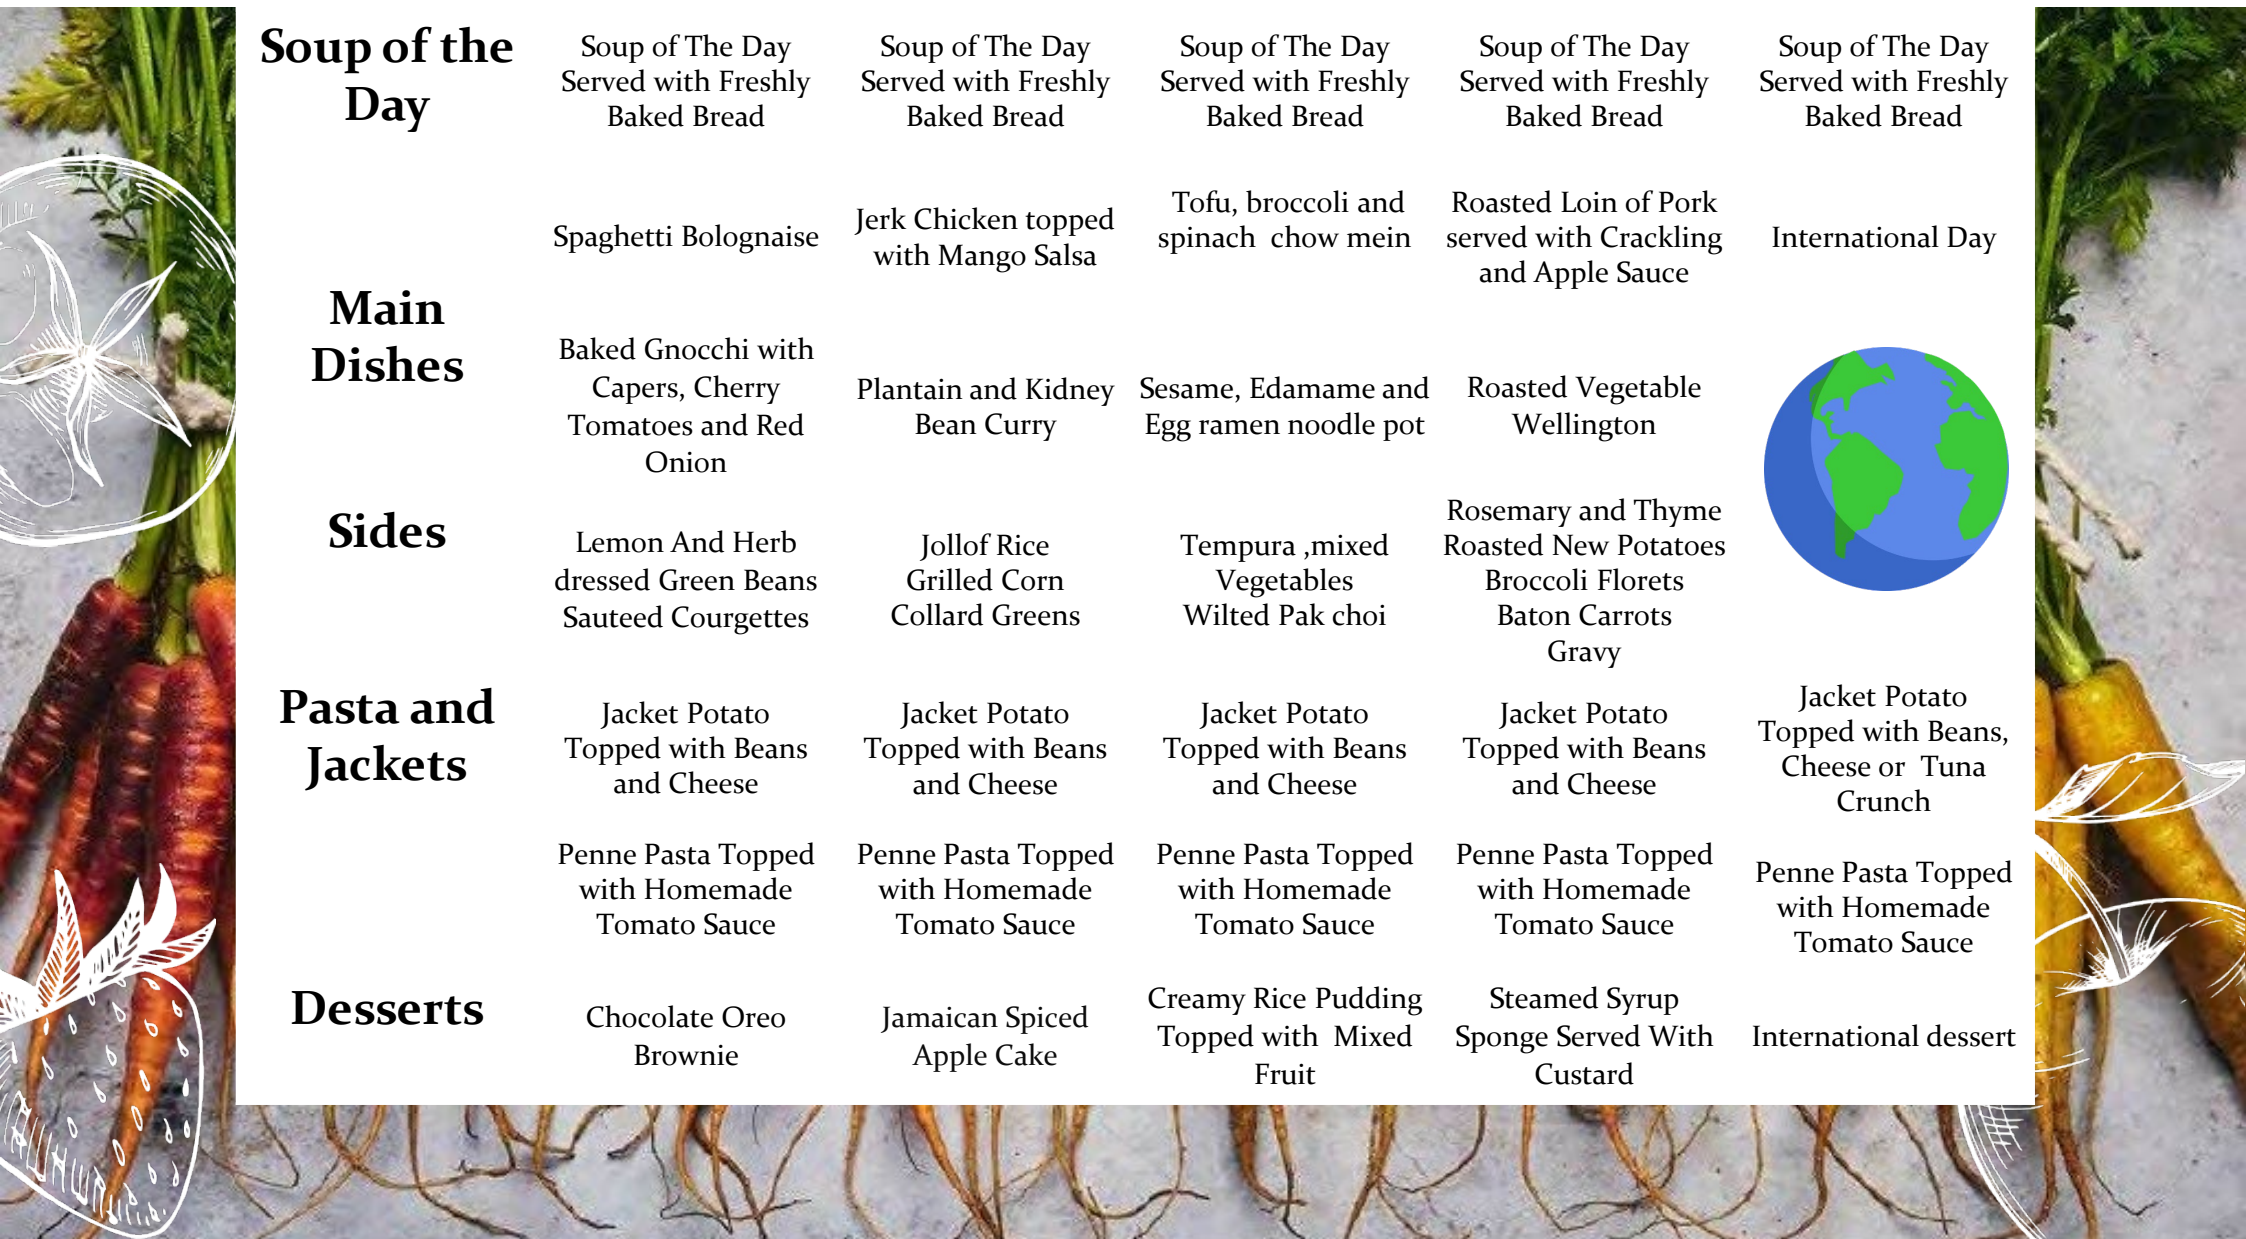 Soup of the
Day
Soup of The Day
Served with Freshly
Baked Bread
Soup of The Day
Served with Freshly
Baked Bread
Soup of The Day
Served with Freshly
Baked Bread
Soup of The Day
Served with Freshly
Baked Bread
Soup of The Day
Served with Freshly
Baked Bread
Main
Dishes
Spaghetti Bolognaise
Jerk Chicken topped
with Mango Salsa
Tofu, broccoli and
spinach  chow mein
Roasted Loin of Pork
served with Crackling
and Apple Sauce
International Day
Baked Gnocchi with
Capers, Cherry
Tomatoes and Red
Onion
Plantain and Kidney
Bean Curry
Sesame, Edamame and
Egg ramen noodle pot
Roasted Vegetable
Wellington
Sides
Lemon And Herb
dressed Green Beans
Sauteed Courgettes
Jollof Rice
Grilled Corn
Collard Greens
Tempura ,mixed
Vegetables
Wilted Pak choi
Rosemary and Thyme
Roasted New Potatoes
Broccoli Florets
Baton Carrots
Gravy
Pasta and
Jackets
Jacket Potato
Topped with Beans
and Cheese
Jacket Potato
Topped with Beans
and Cheese
Jacket Potato
Topped with Beans
and Cheese
Jacket Potato
Topped with Beans
and Cheese
Jacket Potato
Topped with Beans,
Cheese or  Tuna
Crunch
Penne Pasta Topped
with Homemade
Tomato Sauce
Penne Pasta Topped
with Homemade
Tomato Sauce
Penne Pasta Topped
with Homemade
Tomato Sauce
Penne Pasta Topped
with Homemade
Tomato Sauce
Penne Pasta Topped
with Homemade
Tomato Sauce
Desserts
Chocolate Oreo
Brownie
Jamaican Spiced
Apple Cake
Creamy Rice Pudding
Topped with  Mixed
Fruit
Steamed Syrup
Sponge Served With
Custard
International dessert